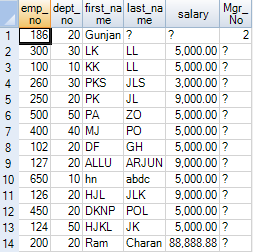 emp_no dept_no first_name last_name salary Mgr_No
1 186 20 Gunjan ? ? 2
2 300 30 LK LL 5,000.00 ?
3 100 10 KK LL 5,000.00 ?
4 260 30 PKS JLS 3,000.00 ?
5 250 20 PK JL 9,000.00 ?
6 500 50 PA ZO 5,000.00 ?
7 400 40 MJ PO 5,000.00 ?
8 102 20 DF GH 5,000.00 ?
9 127 20 ALLU ARJUN 9,000.00 ?
10 650 10 hn abdc 5,000.00 ?
11 126 20 HJL JLK 9,000.00 ?
12 450 20 DKNP POL 5,000.00 ?
13 124 50 HJKL JK 5,000.00 ?
14 200 20 Ram Charan 88,888.88 ?